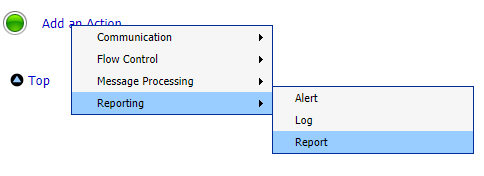 Add an Action
Communication
Flow Control
Message Processing
Top
Reporting
Alert
Log
Report